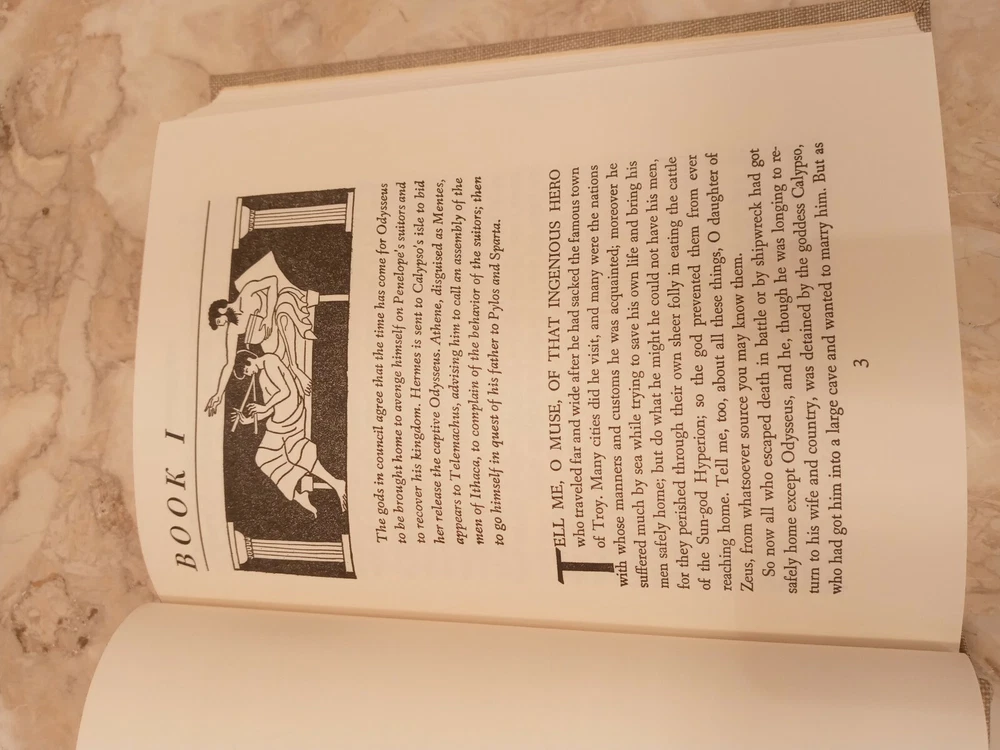 BOOK I
The gods in council agree that the time has come for Odysseus
to be brought home to avenge himself on Penelope's suitors and
to recover his kingdom. Hermes is sent to Calypso's isle to bid
her release the captive Odysseus. Athene, disguised as Mentes,
appears to Telemachus, advising him to call an assembly of the
men of Ithaca, to complain of the behavior of the suitors; then
to go himself in quest of his father to Pylos and Sparta.
TELL ME, O MUSE, OF THAT INGENIOUS HERO
who traveled far and wide after he had sacked the famous town
of Troy. Many cities did he visit, and many were the nations
with whose manners and customs he was acquainted; moreover he
suffered much by sea while trying to save his own life and bring his
men safely home; but do what he might he could not have his men,
for they perished through their own sheer folly in eating the cattle
of the Sun-god Hyperion; so the god prevented them from ever
reaching home. Tell me, too, about all these things, O daughter of
Zeus, from whatsoever source you may know them.
So now all who escaped death in battle or by shipwreck had got
safely home except Odysseus, and he, though he was longing to re-
turn to his wife and country, was detained by the goddess Calypso,
who had got him into a large cave and wanted to marry him. But as
3